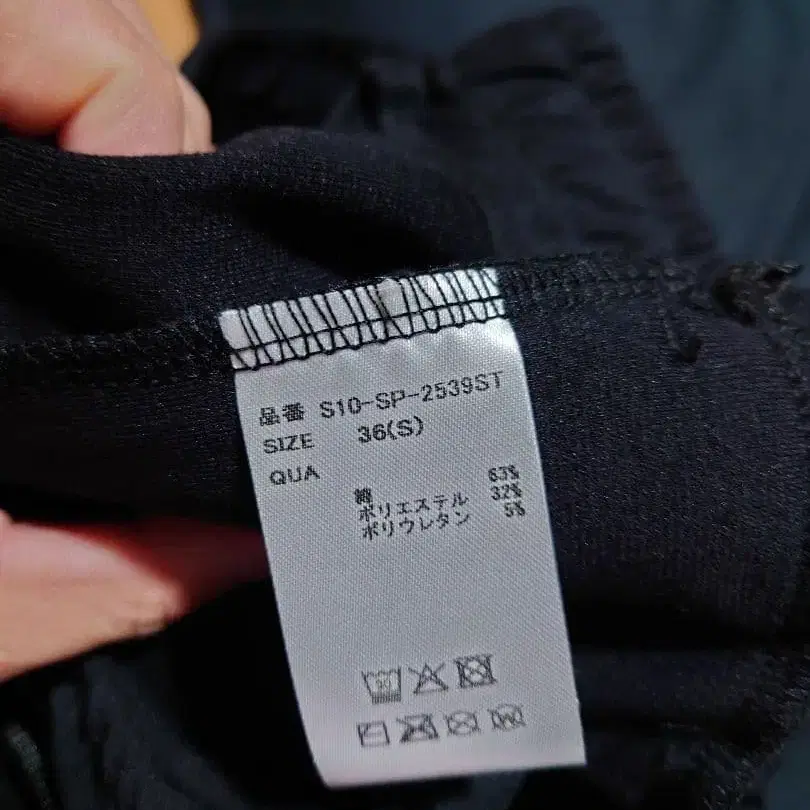 品番 S10-SP-2539ST
SIZE 36(S)
QUA
綿 63%
ポリエステル 32%
ポリウレタン 5%